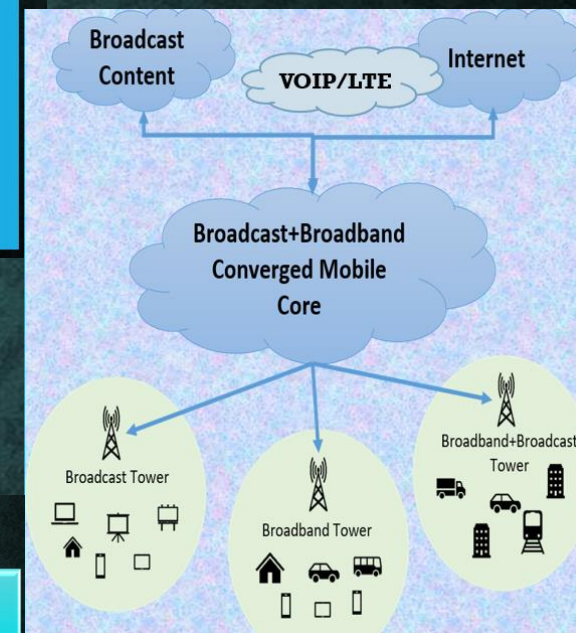 Broadcast
Content
VOIP/LTE
Internet
Broadcast+Broadband
Converged Mobile
Core
Broadcast Tower
Broadband Tower
Broadband+Broadcast
Tower